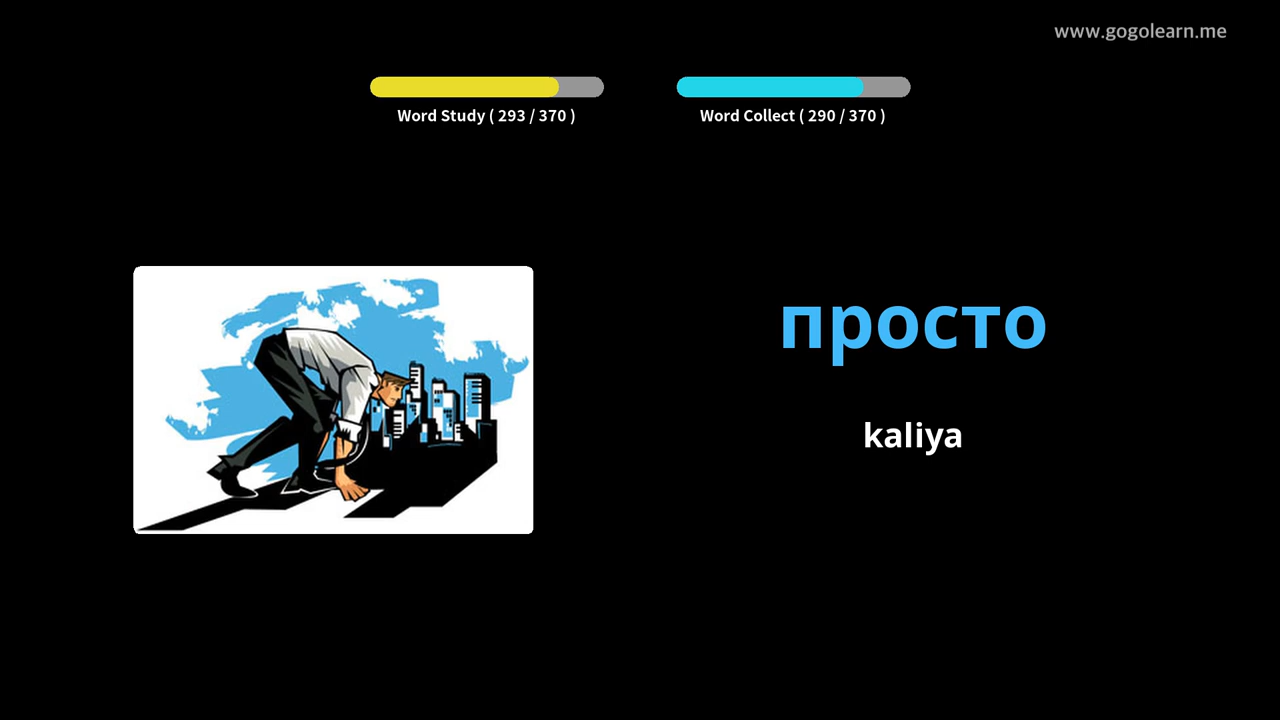 www.gogolearn.me
Word Study ( 293 / 370 )
Word Collect ( 290 / 370 )
просто
kaliya